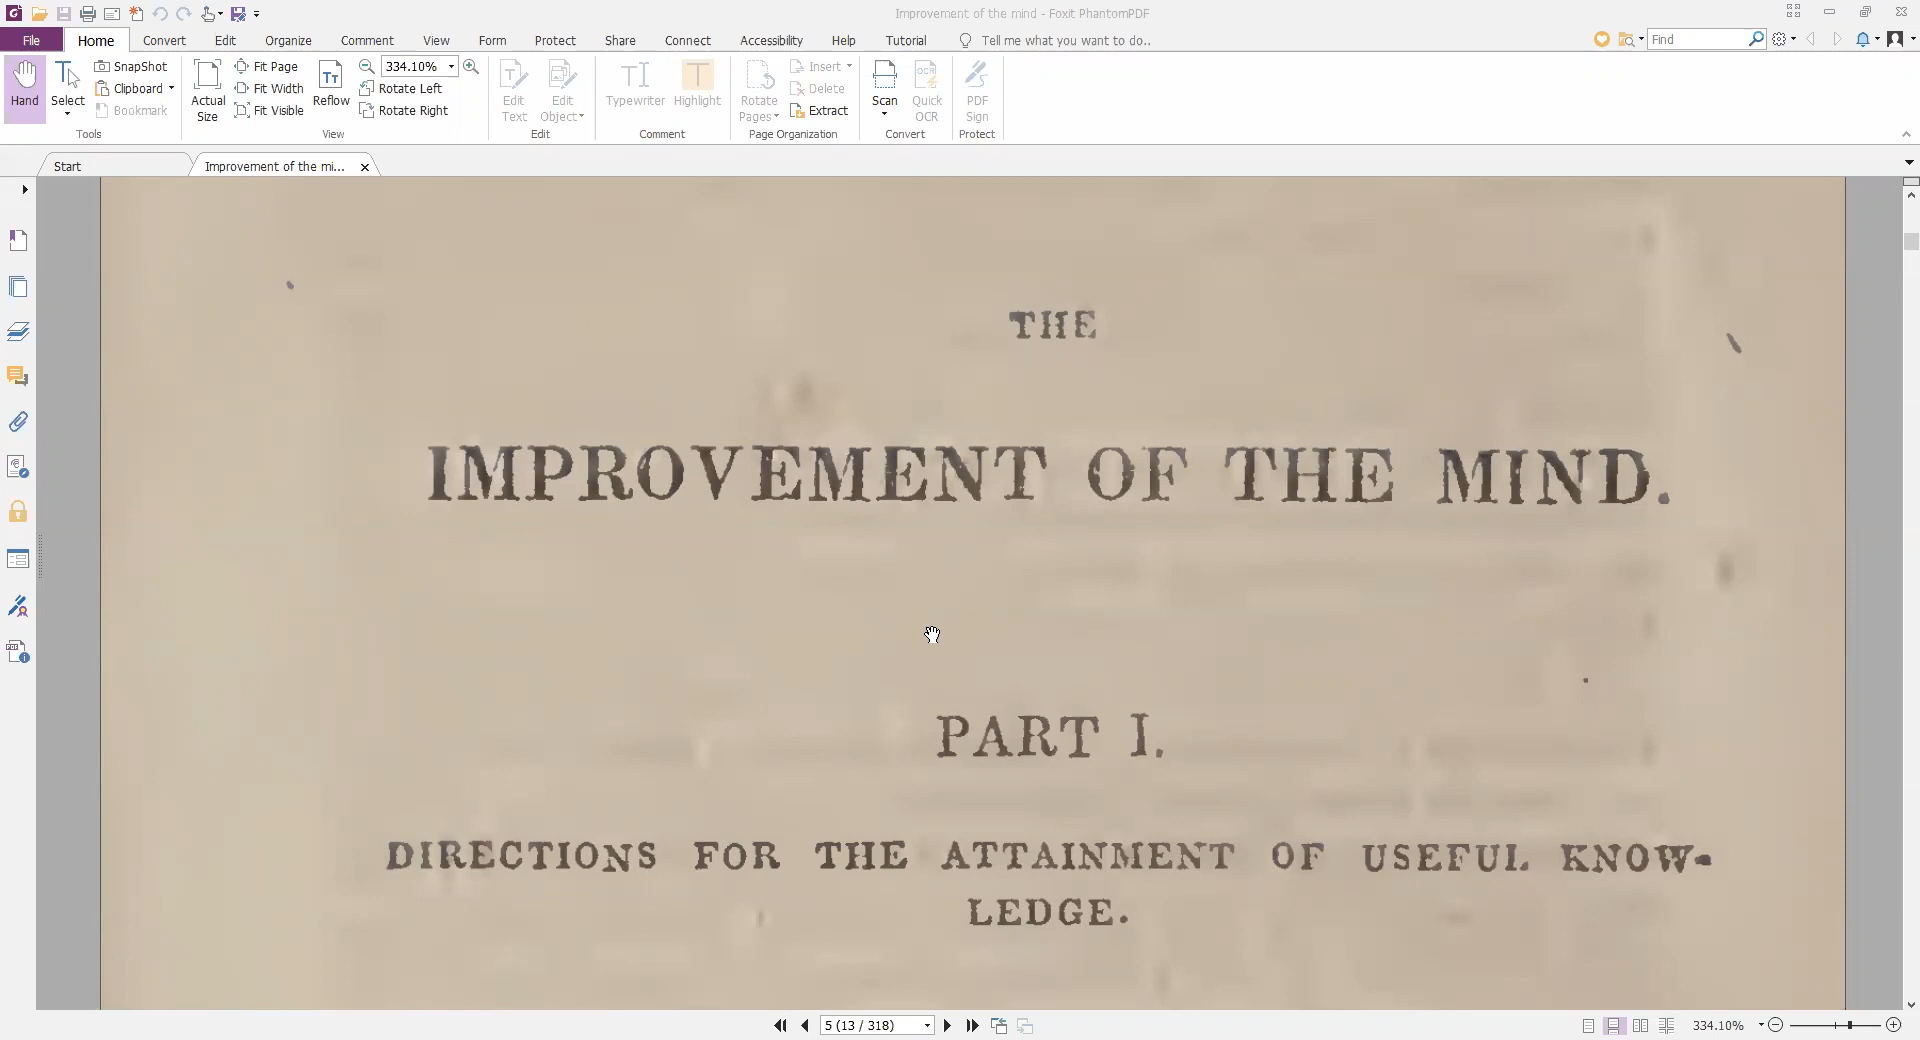 Improvement of the mind - Foxit PhantomPDF
File Home Convert Edit Organize Comment View Form Protect Share Connect Accessibility Help Tutorial Tell me what you want to do.. Find
Hand
Select
SnapShot
Clipboard
Bookmark
Tools
Actual Size
Fit Page
Fit Width
Fit Visible
Reflow
334.10%
Rotate Left
Rotate Right
View
Edit Text
Edit Object
Edit
Typewriter
Highlight
Comment
Rotate Pages
Insert
Delete
Extract
Page Organization
Scan
OCR
Quick OCR
Convert
PDF Sign
Protect
Start
Improvement of the mi...
THE
IMPROVEMENT OF THE MIND.
PART I.
DIRECTIONS FOR THE ATTAINMENT OF USEFUL KNOW-
LEDGE.
5 (13 / 318)
334.10%